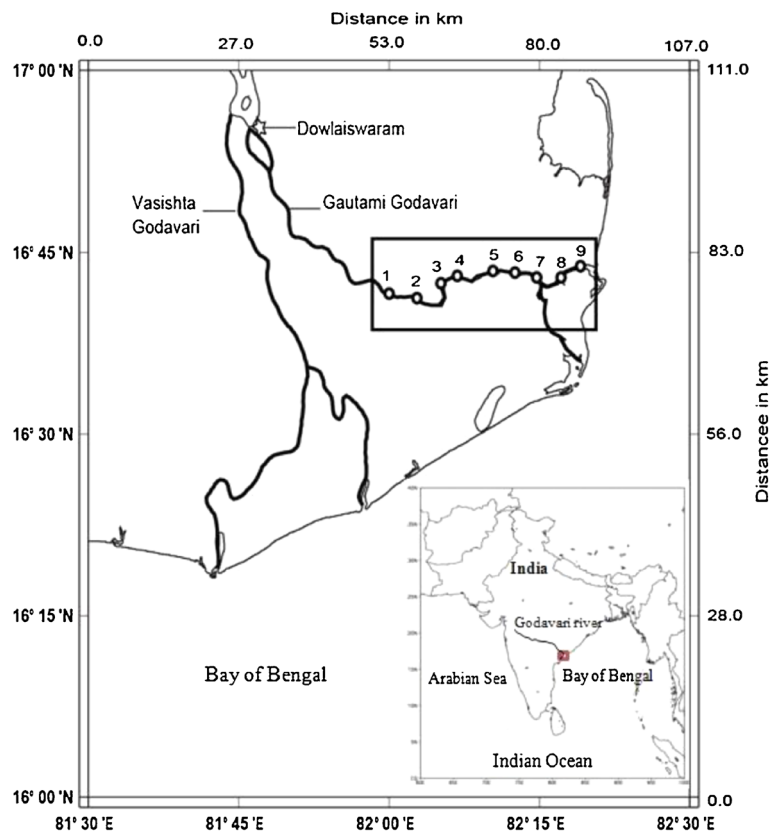 Distance in km
0.0 27.0 53.0 80.0 107.0
17° 00 'N 111.0
Dowlaiswaram
Vasishta
Godavari
Gautami Godavari
16° 45 'N 83.0
1 2 3 4 5 6 7 8 9
16° 30 'N 56.0
Distancee in km
India
Godavari river
Arabian Sea
Bay of Bengal
Indian Ocean
16° 15 'N 28.0
Bay of Bengal
16° 00 'N 0.0
81° 30 'E 81° 45 'E 82° 00 'E 82° 15 'E 82° 30 'E